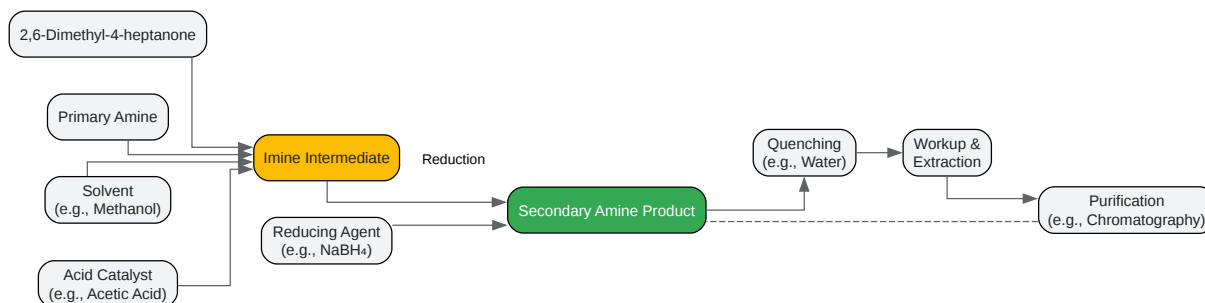 2,6-Dimethyl-4-heptanone
Primary Amine
Solvent
(e.g., Methanol)
Acid Catalyst
(e.g., Acetic Acid)
Imine Intermediate
Reduction
Reducing Agent
(e.g., NaBH₄)
Secondary Amine Product
Quenching
(e.g., Water)
Workup &
Extraction
Purification
(e.g., Chromatography)